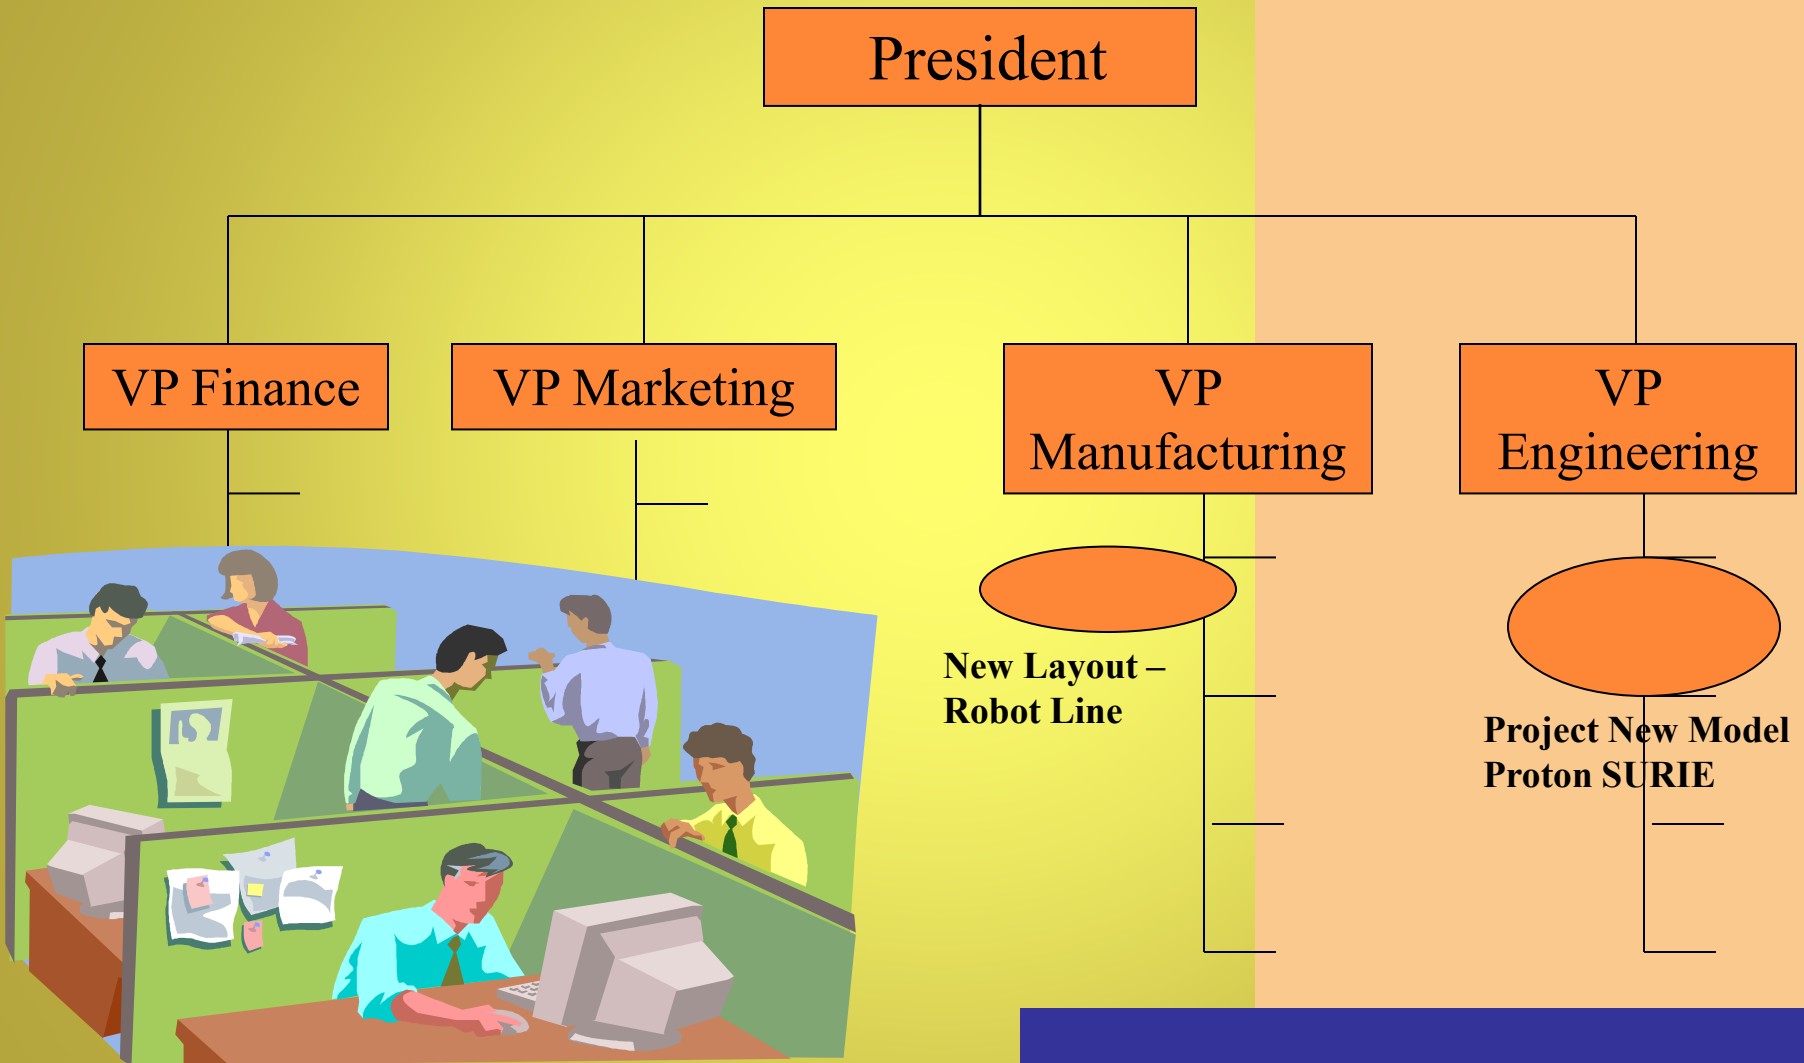 President
VP Finance
VP Marketing
VP
Manufacturing
VP
Engineering
New Layout –
Robot Line
Project New Model
Proton SURIE